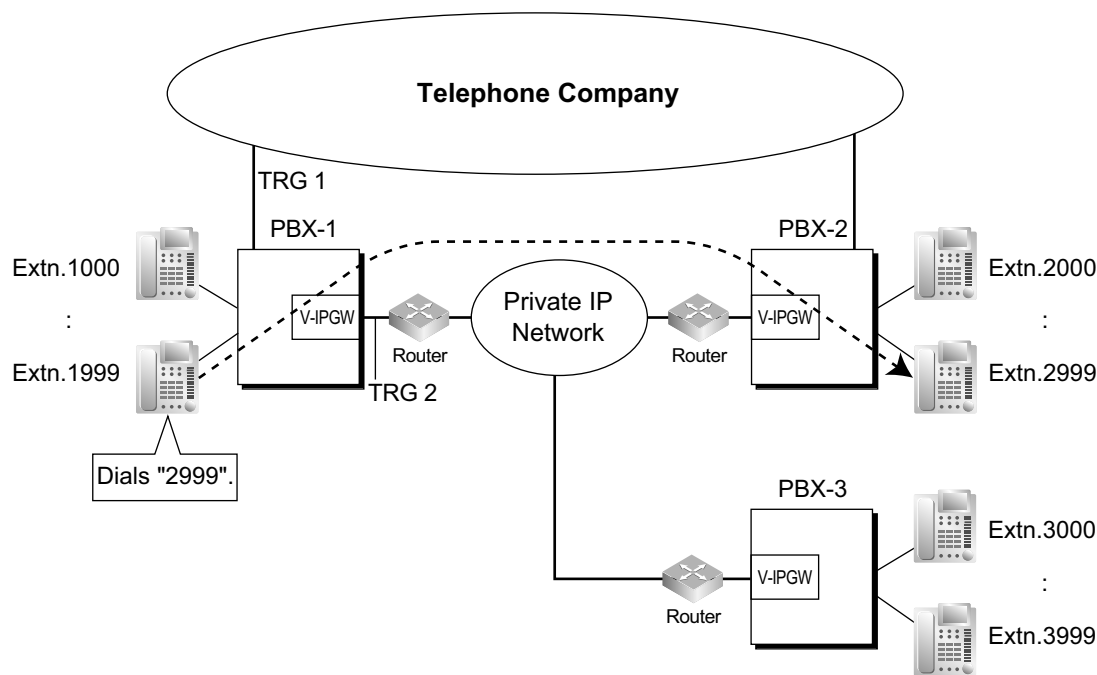 Telephone Company
TRG 1
PBX-1
PBX-2
Extn.1000
:
Extn.1999
V-IPGW
Router
TRG 2
Private IP
Network
Router
V-IPGW
Extn.2000
:
Extn.2999
Dials "2999".
PBX-3
V-IPGW
Router
Extn.3000
:
Extn.3999